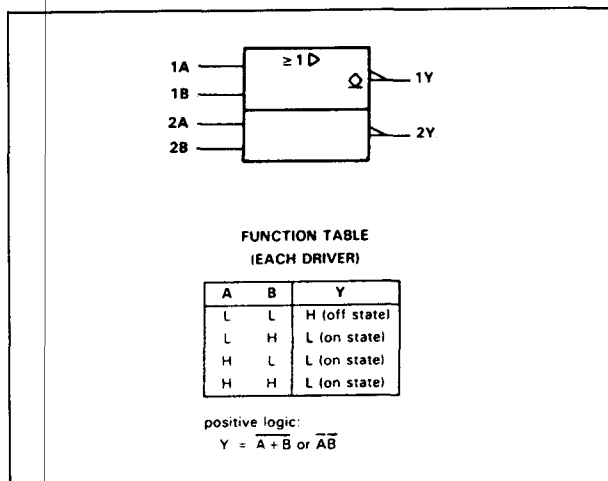 ≥1 ▷
1A
1B
1Y
2A
2B
2Y
FUNCTION TABLE
(EACH DRIVER)
A B Y
L L H (off state)
L H L (on state)
H L L (on state)
H H L (on state)
positive logic:
Y = A̅ ̅+̅ ̅B̅ or A̅B̅